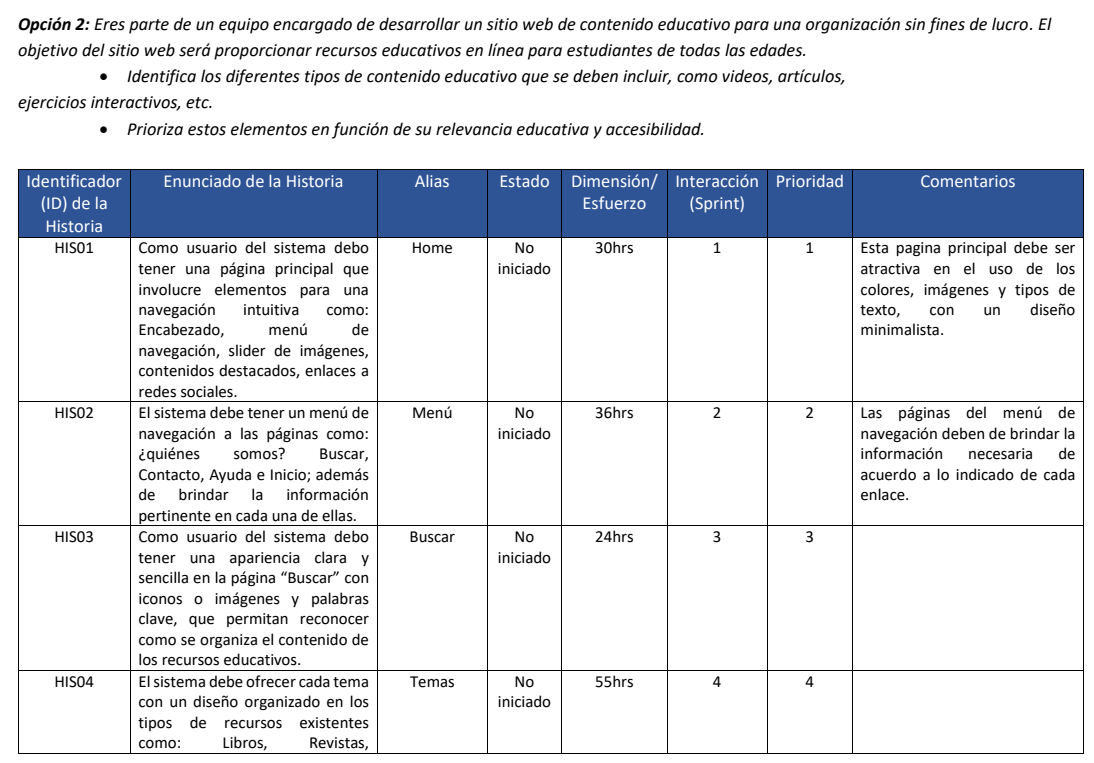 Opción 2: Eres parte de un equipo encargado de desarrollar un sitio web de contenido educativo para una organización sin fines de lucro. El
objetivo del sitio web será proporcionar recursos educativos en línea para estudiantes de todas las edades.
• Identifica los diferentes tipos de contenido educativo que se deben incluir, como videos, artículos,
ejercicios interactivos, etc.
• Prioriza estos elementos en función de su relevancia educativa y accesibilidad.
Identificador
(ID) de la
Historia
Enunciado de la Historia
Alias
Estado
Dimensión/
Esfuerzo
Interacción
(Sprint)
Prioridad
Comentarios
HIS01
Como usuario del sistema debo
tener una página principal que
involucre elementos para una
navegación intuitiva como:
Encabezado, menú de
navegación, slider de imágenes,
contenidos destacados, enlaces a
redes sociales.
Home
No
iniciado
30hrs
1
1
Esta pagina principal debe ser
atractiva en el uso de los
colores, imágenes y tipos de
texto, con un diseño
minimalista.
HIS02
El sistema debe tener un menú de
navegación a las páginas como:
¿quiénes somos? Buscar,
Contacto, Ayuda e Inicio; además
de brindar la información
pertinente en cada una de ellas.
Menú
No
iniciado
36hrs
2
2
Las páginas del menú de
navegación deben de brindar la
información necesaria de
acuerdo a lo indicado de cada
enlace.
HIS03
Como usuario del sistema debo
tener una apariencia clara y
sencilla en la página “Buscar” con
iconos o imágenes y palabras
clave, que permitan reconocer
como se organiza el contenido de
los recursos educativos.
Buscar
No
iniciado
24hrs
3
3
HIS04
El sistema debe ofrecer cada tema
con un diseño organizado en los
tipos de recursos existentes
como: Libros, Revistas,
Temas
No
iniciado
55hrs
4
4